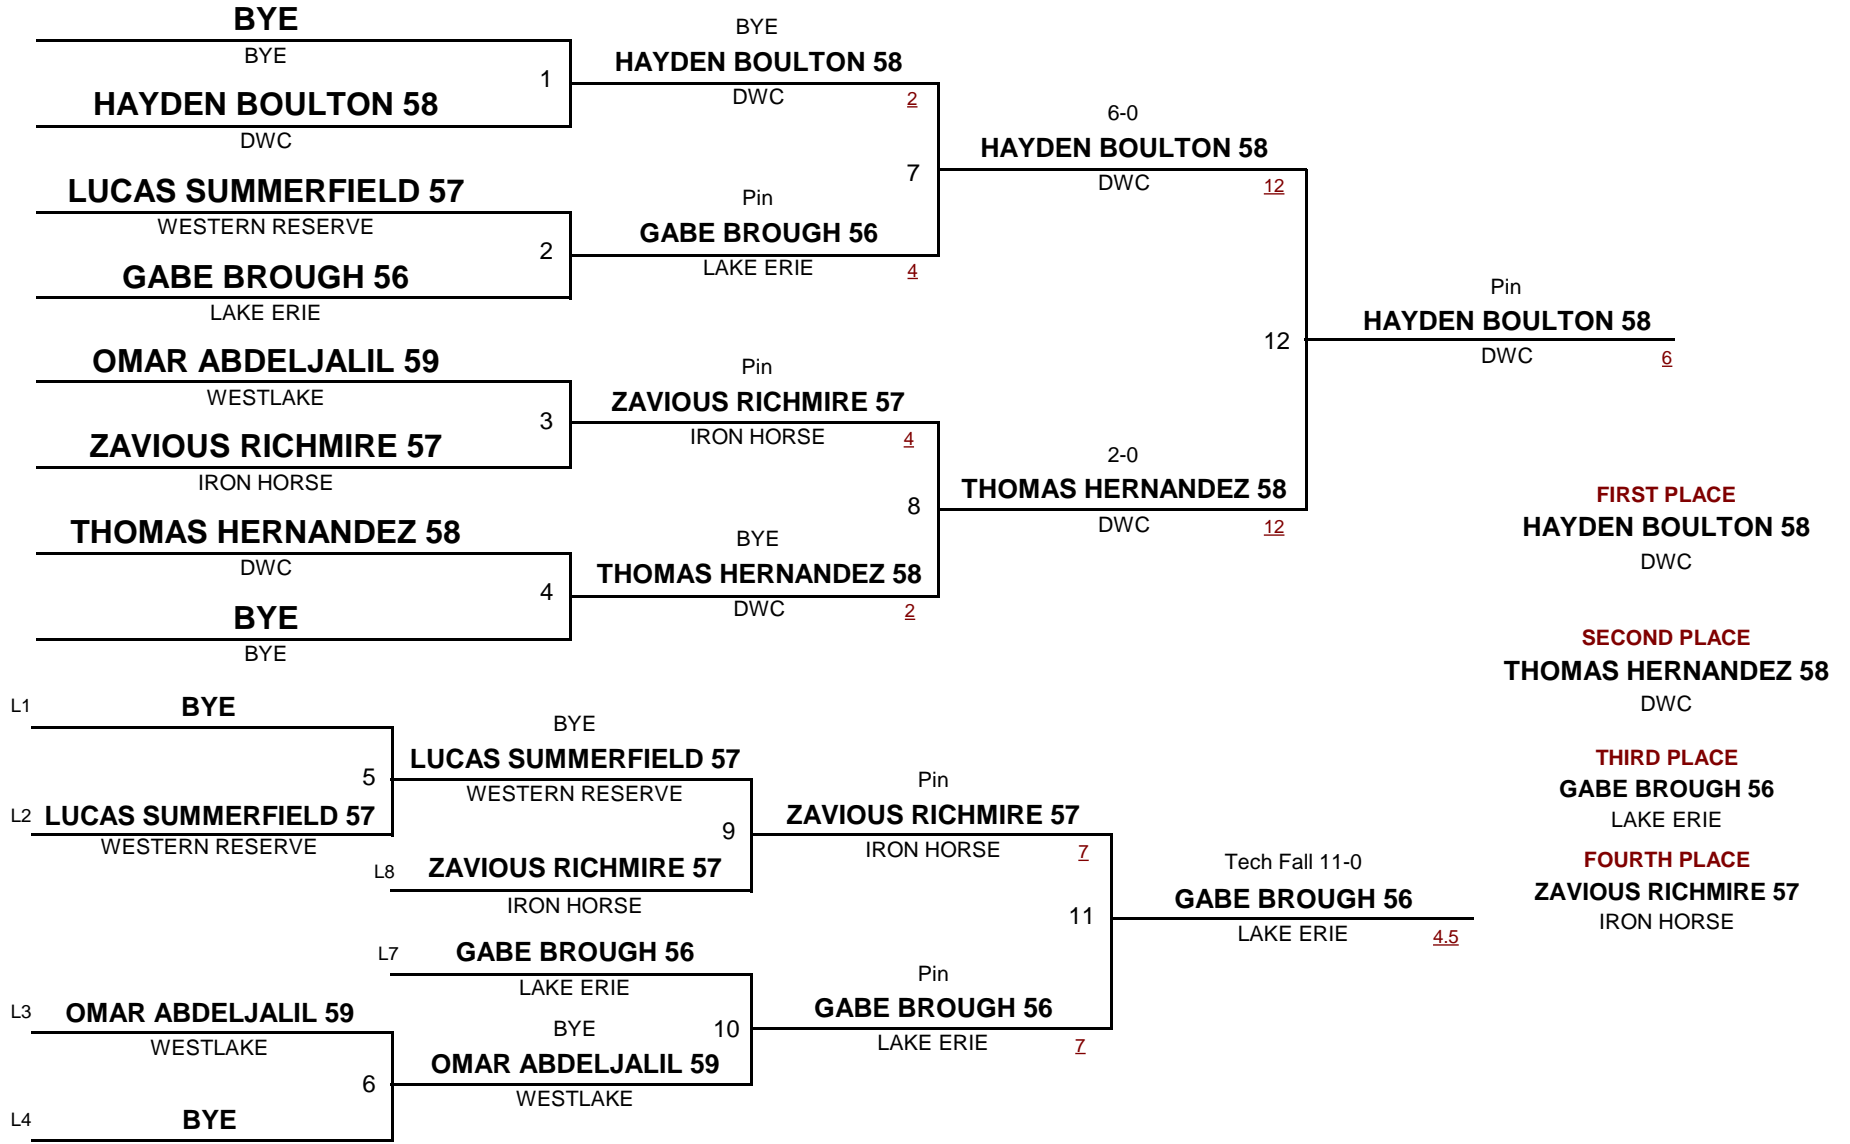 BYE
BYE
1
HAYDEN BOULTON 58
DWC
LUCAS SUMMERFIELD 57
WESTERN RESERVE
2
GABE BROUGH 56
LAKE ERIE
OMAR ABDELJALIL 59
WESTLAKE
3
ZAVIOUS RICHMIRE 57
IRON HORSE
THOMAS HERNANDEZ 58
DWC
4
BYE
BYE
BYE
HAYDEN BOULTON 58
DWC 2
7
Pin
GABE BROUGH 56
LAKE ERIE 4
Pin
ZAVIOUS RICHMIRE 57
IRON HORSE 4
8
BYE
THOMAS HERNANDEZ 58
DWC 2
6-0
HAYDEN BOULTON 58
DWC 12
12
2-0
THOMAS HERNANDEZ 58
DWC 12
Pin
HAYDEN BOULTON 58
DWC 6
FIRST PLACE
HAYDEN BOULTON 58
DWC
SECOND PLACE
THOMAS HERNANDEZ 58
DWC
THIRD PLACE
GABE BROUGH 56
LAKE ERIE
FOURTH PLACE
ZAVIOUS RICHMIRE 57
IRON HORSE
L1 BYE
5
L2 LUCAS SUMMERFIELD 57
WESTERN RESERVE
L3 OMAR ABDELJALIL 59
WESTLAKE
6
L4 BYE
BYE
LUCAS SUMMERFIELD 57
WESTERN RESERVE
9
L8 ZAVIOUS RICHMIRE 57
IRON HORSE
L7 GABE BROUGH 56
LAKE ERIE
BYE 10
OMAR ABDELJALIL 59
WESTLAKE
Pin
ZAVIOUS RICHMIRE 57
IRON HORSE 7
11
Pin
GABE BROUGH 56
LAKE ERIE 7
Tech Fall 11-0
GABE BROUGH 56
LAKE ERIE 4.5